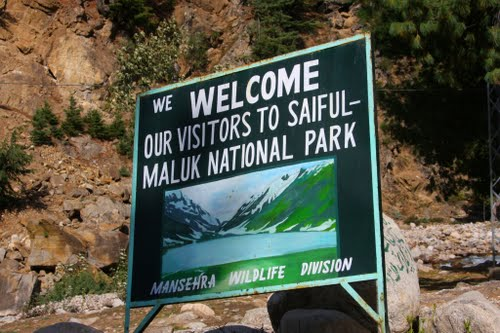 WE WELCOME
OUR VISITORS TO SAIFUL-
MALUK NATIONAL PARK
MANSEHRA WILDLIFE DIVISION